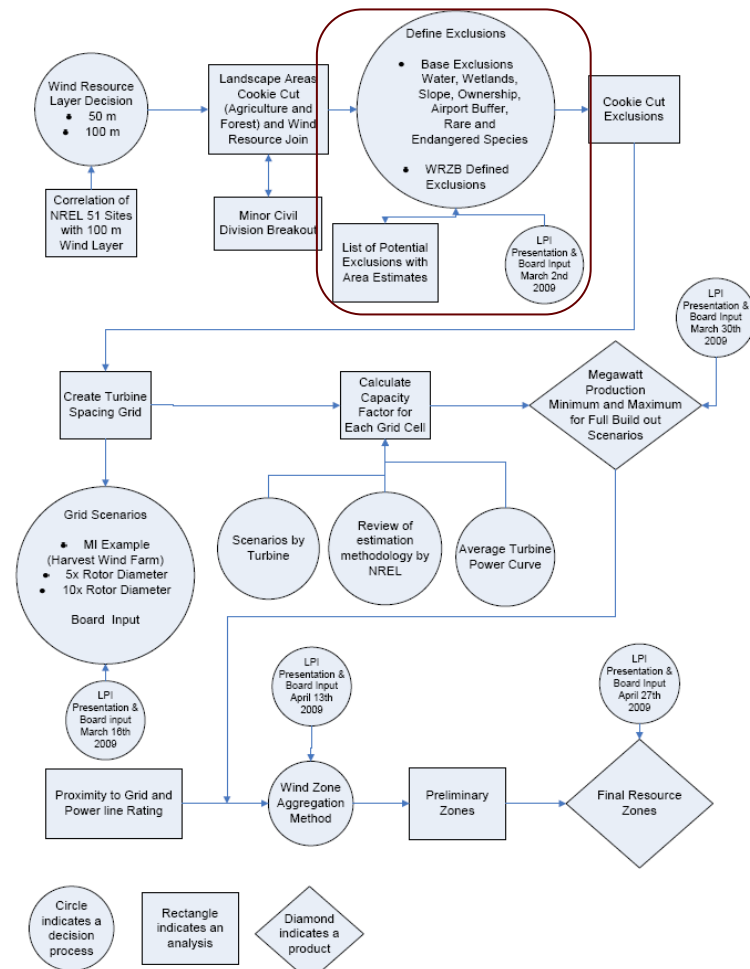 Wind Resource
Layer Decision
● 50 m
● 100 m
Correlation of
NREL 51 Sites
with 100 m
Wind Layer
Landscape Areas
Cookie Cut
(Agriculture and
Forest) and Wind
Resource Join
Minor Civil
Division Breakout
Define Exclusions
● Base Exclusions
Water, Wetlands,
Slope, Ownership,
Airport Buffer,
Rare and
Endangered Species
● WRZB Defined
Exclusions
List of Potential
Exclusions with
Area Estimates
LPI
Presentation &
Board Input
March 2nd
2009
Cookie Cut
Exclusions
LPI
Presentation &
Board Input
March 30th
2009
Create Turbine
Spacing Grid
Calculate
Capacity
Factor for
Each Grid Cell
Megawatt
Production
Minimum and Maximum
for Full Build out
Scenarios
Grid Scenarios
● MI Example
(Harvest Wind Farm)
● 5x Rotor Diameter
● 10x Rotor Diameter
Board Input
Scenarios by
Turbine
Review of
estimation
methodology by
NREL
Average Turbine
Power Curve
LPI
Presentation &
Board input
March 16th
2009
LPI
Presentation &
Board Input
April 13th
2009
LPI
Presentation &
Board Input
April 27th
2009
Proximity to Grid and
Power line Rating
Wind Zone
Aggregation
Method
Preliminary
Zones
Final Resource
Zones
Circle
indicates a
decision
process
Rectangle
indicates an
analysis
Diamond
indicates a
product